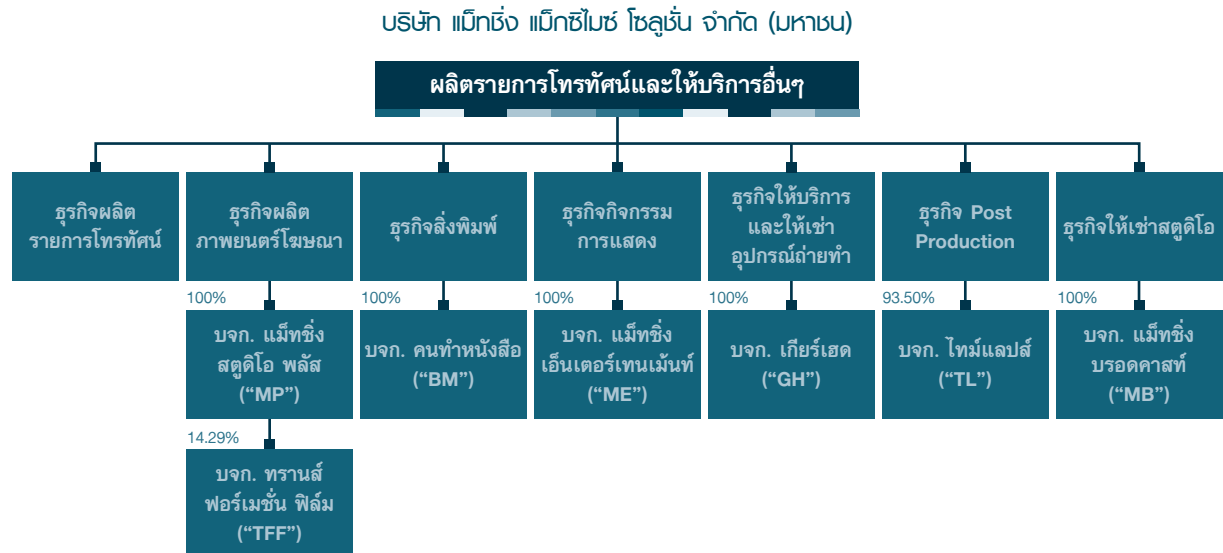 บริษัท แม็ทชิ่ง แม็กซิไมซ์ โซลูชั่น จำกัด (มหาชน)
ผลิตรายการโทรทัศน์และให้บริการอื่นๆ
ธุรกิจผลิต
รายการโทรทัศน์
ธุรกิจผลิต
ภาพยนตร์โฆษณา
ธุรกิจสิ่งพิมพ์
ธุรกิจกิจกรรม
การแสดง
ธุรกิจให้บริการ
และให้เช่า
อุปกรณ์ถ่ายทำ
ธุรกิจ Post
Production
ธุรกิจให้เช่าสตูดิโอ
100%
บจก. แม็ทชิ่ง
สตูดิโอ พลัส
(“MP”)
100%
บจก. คนทำหนังสือ
(“BM”)
100%
บจก. แม็ทชิ่ง
เอ็นเตอร์เทนเม้นท์
(“ME”)
100%
บจก. เกียร์เฮด
(“GH”)
93.50%
บจก. ไทม์แลปส์
(“TL”)
100%
บจก. แม็ทชิ่ง
บรอดคาสท์
(“MB”)
14.29%
บจก. ทรานส์
ฟอร์เมชั่น ฟิล์ม
(“TFF”)